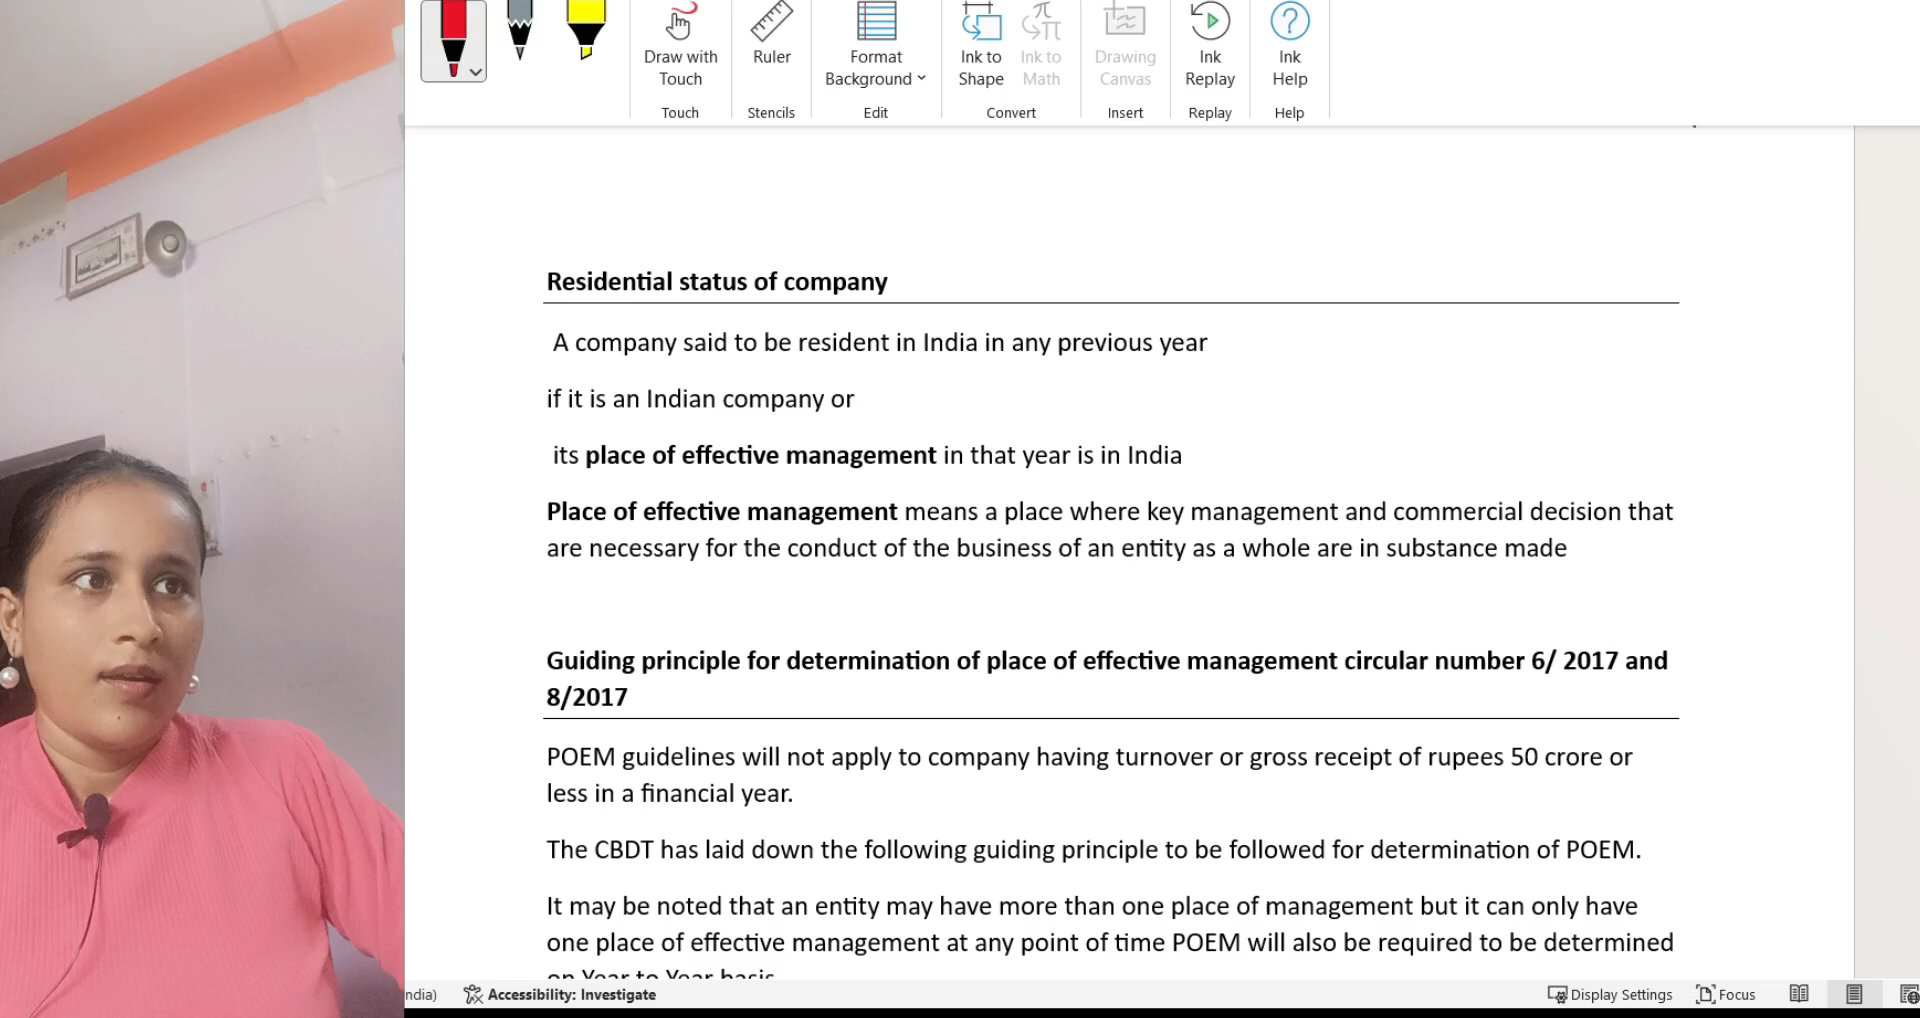 Draw with
Touch
Ruler
Format
Background
Ink to
Shape
Ink to
Math
Drawing
Canvas
Ink
Replay
Ink
Help
Touch
Stencils
Edit
Convert
Insert
Replay
Help
Residential status of company
A company said to be resident in India in any previous year
if it is an Indian company or
its place of effective management in that year is in India
Place of effective management means a place where key management and commercial decision that
are necessary for the conduct of the business of an entity as a whole are in substance made
Guiding principle for determination of place of effective management circular number 6/ 2017 and
8/2017
POEM guidelines will not apply to company having turnover or gross receipt of rupees 50 crore or
less in a financial year.
The CBDT has laid down the following guiding principle to be followed for determination of POEM.
It may be noted that an entity may have more than one place of management but it can only have
one place of effective management at any point of time POEM will also be required to be determined
on Year to Year basis
ndia) Accessibility: Investigate Display Settings Focus